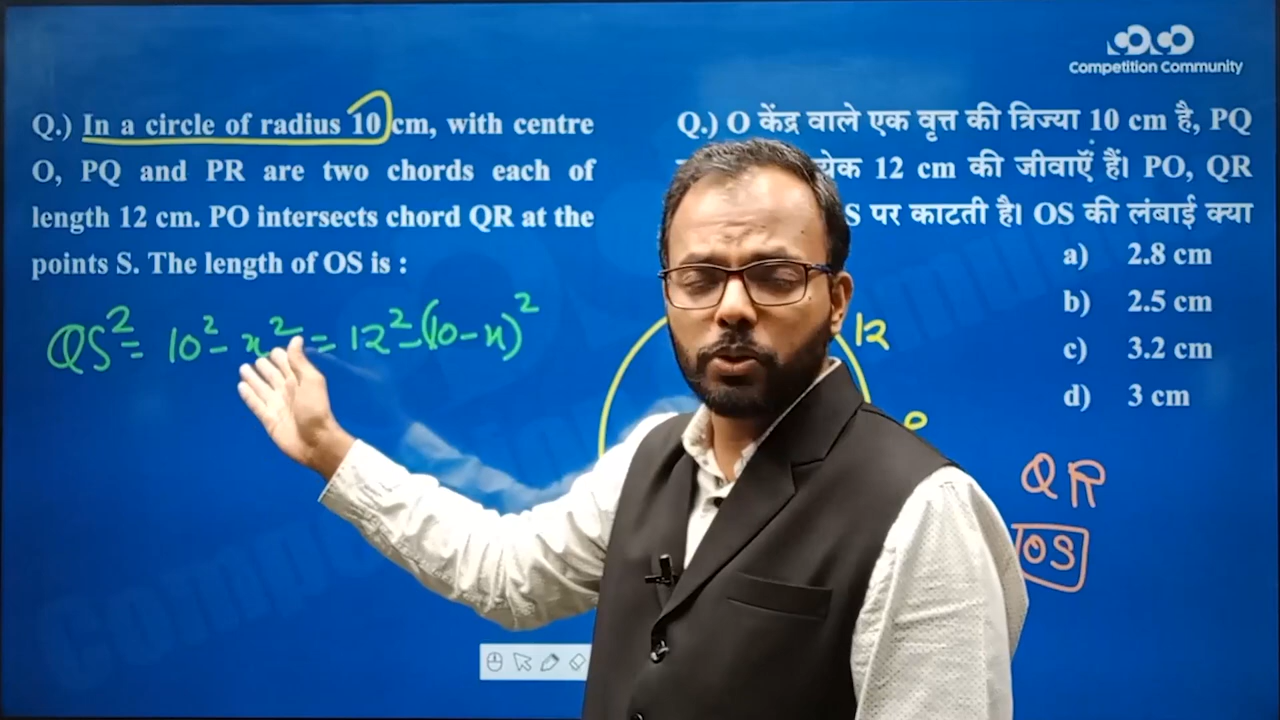 Competition Community
Q.) In a circle of radius 10 cm, with centre
O, PQ and PR are two chords each of
length 12 cm. PO intersects chord QR at the
points S. The length of OS is :
QS² = 10² - x² = 12² - (10 - x)²
Q.) O केंद्र वाले एक वृत्त की त्रिज्या 10 cm है, PQ
12 cm की जीवाएँ हैं। PO, QR
S पर काटती है। OS की लंबाई क्या
a) 2.8 cm
b) 2.5 cm
c) 3.2 cm
d) 3 cm
12
QR
OS